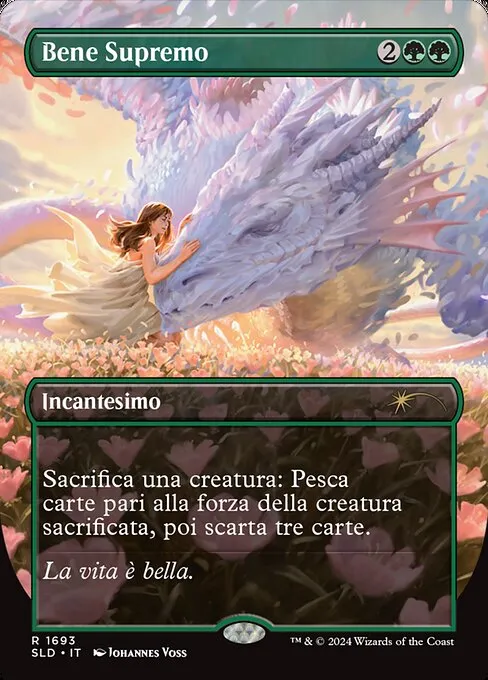 Bene Supremo 2
Incantesimo
Sacrifica una creatura: Pesca
carte pari alla forza della creatura
sacrificata, poi scarta tre carte.
La vita è bella.
R 1693
SLD • IT Johannes Voss
™ & © 2024 Wizards of the Coast